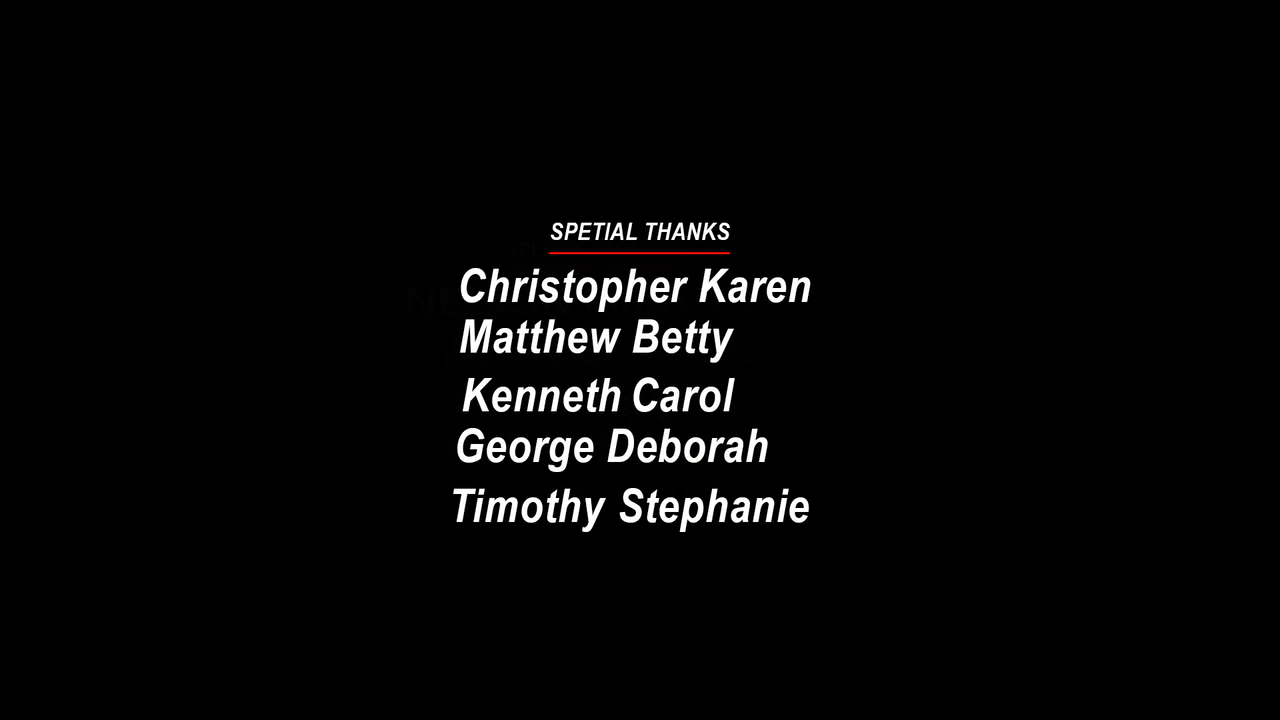 SPETIAL THANKS
Christopher Karen
Matthew Betty
Kenneth Carol
George Deborah
Timothy Stephanie